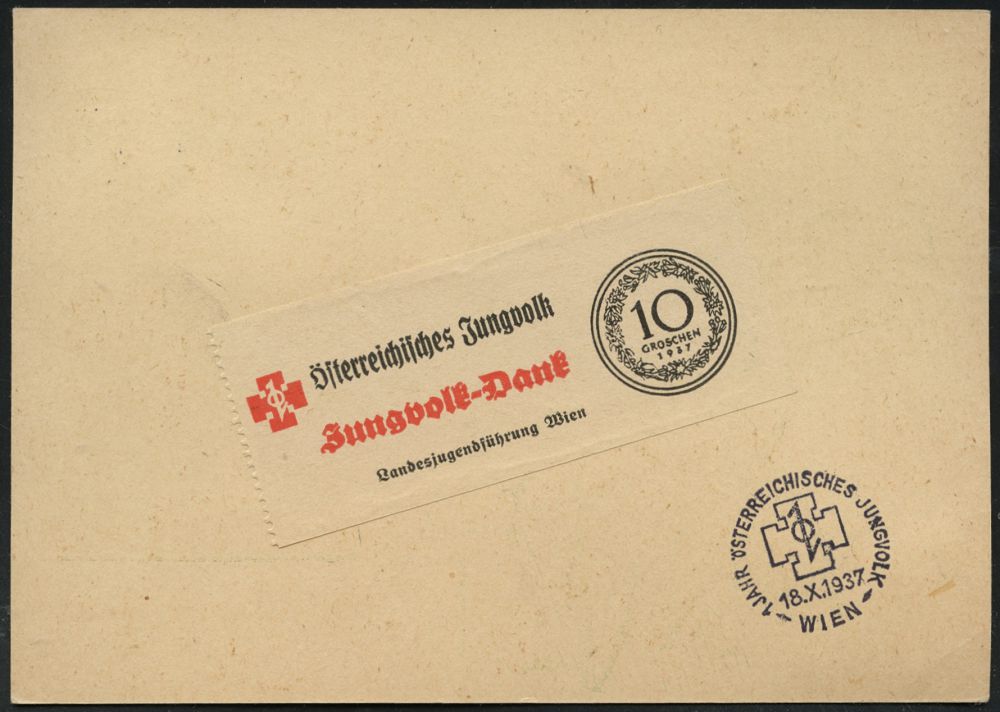 Österreichisches Jungvolk
Jungvolk-Dank
Landesjugendführung Wien
10
GROSCHEN
1937
1 JAHR ÖSTERREICHISCHES JUNGVOLK
18.X.1937
- WIEN -